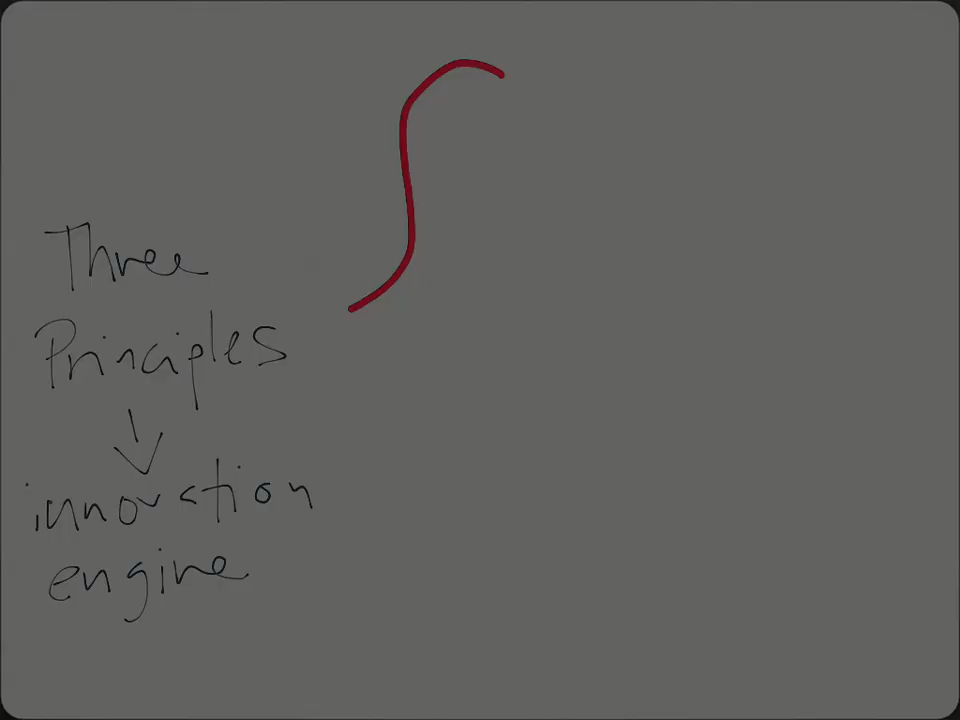 Three
Principles
↓
innovation
engine